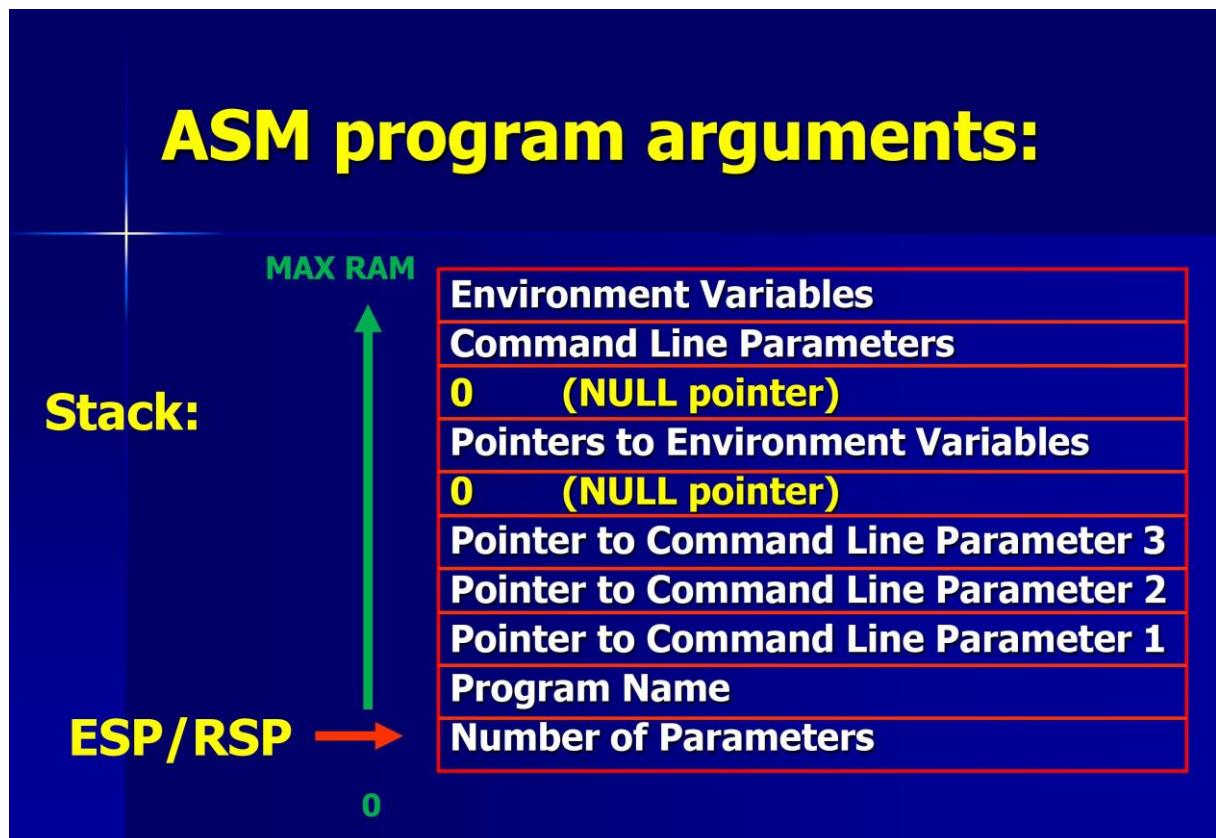 ASM program arguments:
MAX RAM
Environment Variables
Command Line Parameters
0 (NULL pointer)
Stack:
Pointers to Environment Variables
0 (NULL pointer)
Pointer to Command Line Parameter 3
Pointer to Command Line Parameter 2
Pointer to Command Line Parameter 1
Program Name
ESP/RSP
Number of Parameters
0